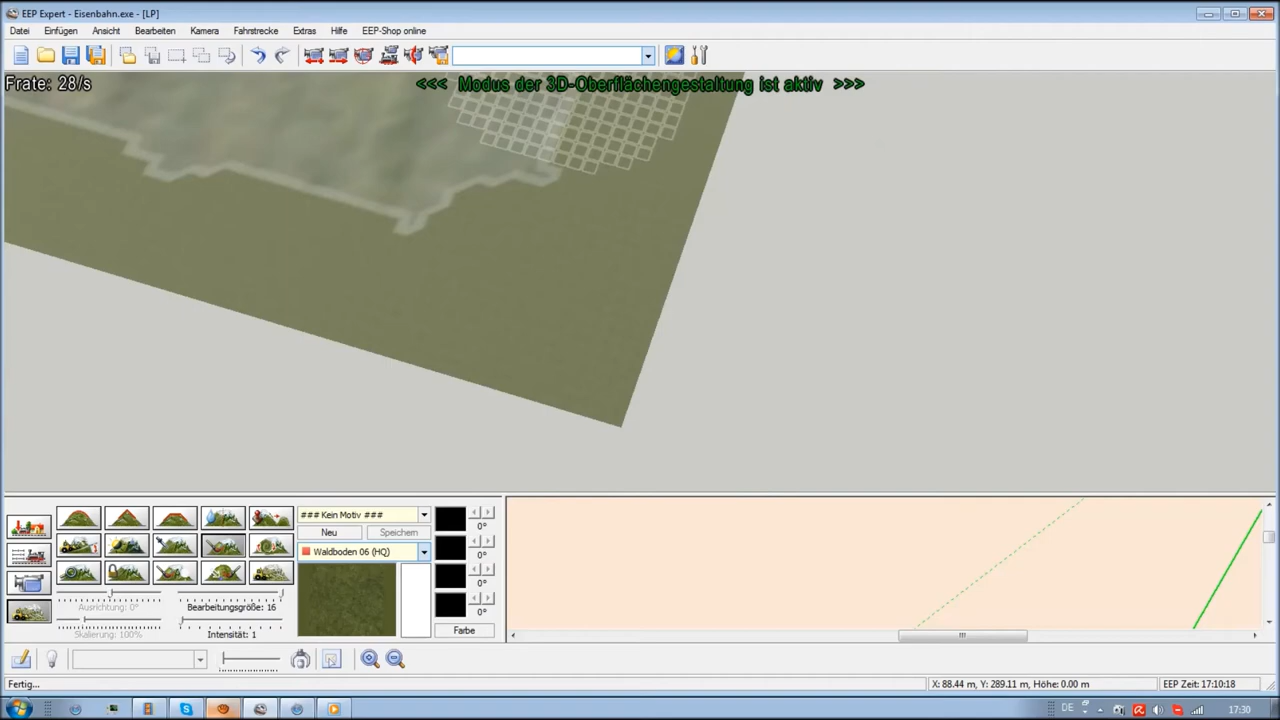 EEP Expert - Eisenbahn.exe - [LP]
Datei Einfügen Ansicht Bearbeiten Kamera Fahrstrecke Extras Hilfe EEP-Shop online
Frate: 28/s
<<< Modus der 3D-Oberflächengestaltung ist aktiv >>>
### Kein Motiv ###
Neu Speichern
Waldboden 06 (HQ)
0°
0°
0°
0°
Ausrichtung: 0° Bearbeitungsgröße: 16
Skalierung: 100% Intensität: 1
Farbe
Fertig...
X: 88.44 m, Y: 289.11 m, Höhe: 0.00 m
EEP Zeit: 17:10:18
DE
17:30